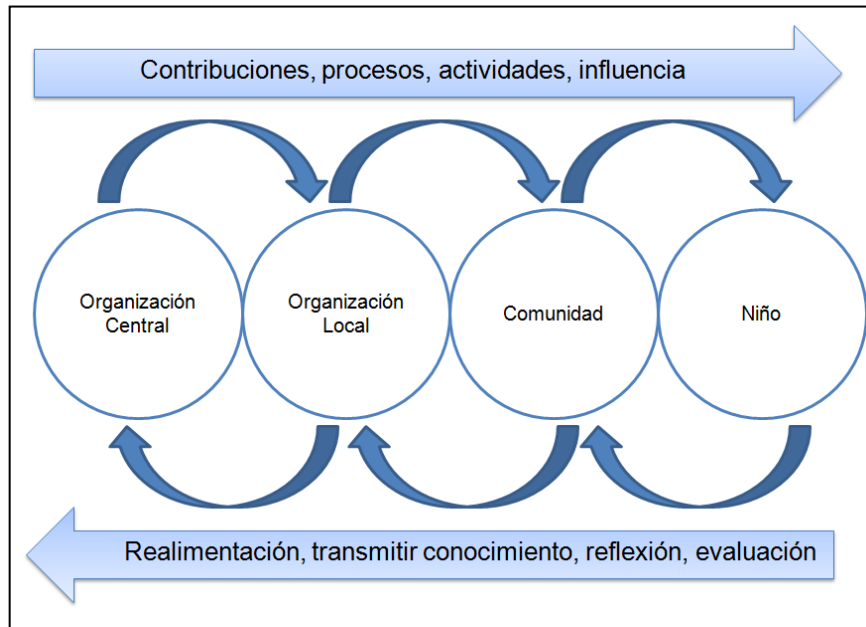 Contribuciones, procesos, actividades, influencia
Organización
Central
Organización
Local
Comunidad
Niño
Realimentación, transmitir conocimiento, reflexión, evaluación